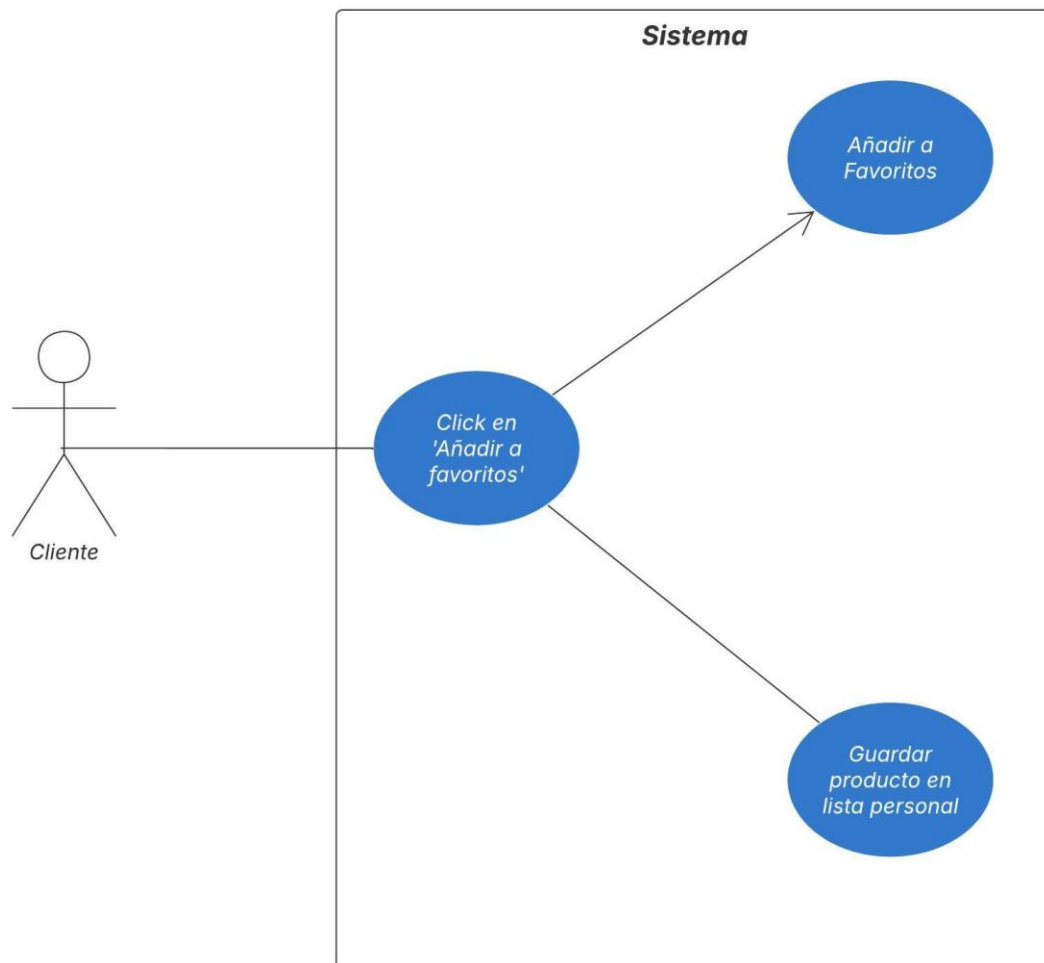 Sistema
Añadir a
Favoritos
Click en
'Añadir a
favoritos'
Cliente
Guardar
producto en
lista personal